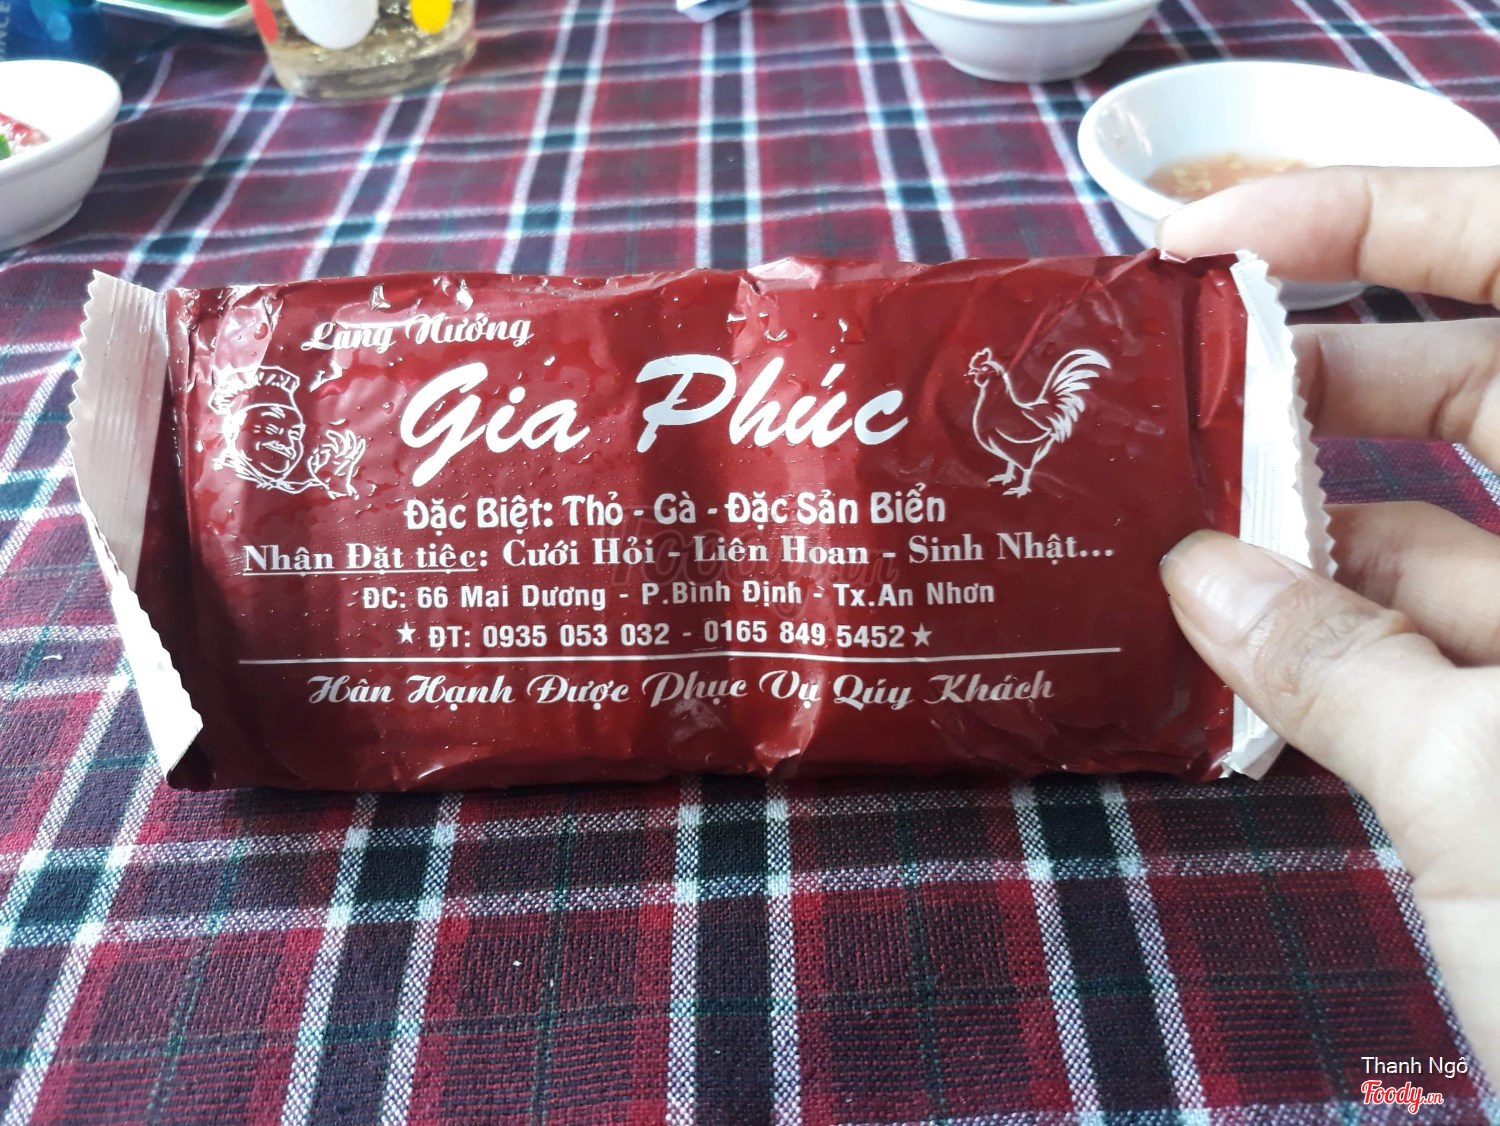 Làng Nướng
Gia Phúc
Đặc Biệt: Thỏ - Gà - Đặc Sản Biển
Nhận Đặt tiệc: Cưới Hỏi - Liên Hoan - Sinh Nhật...
ĐC: 66 Mai Dương - P.Bình Định - Tx.An Nhơn
★ ĐT: 0935 053 032 - 0165 849 5452 ★
Hân Hạnh Được Phục Vụ Qúy Khách
Thanh Ngô
Foody.vn